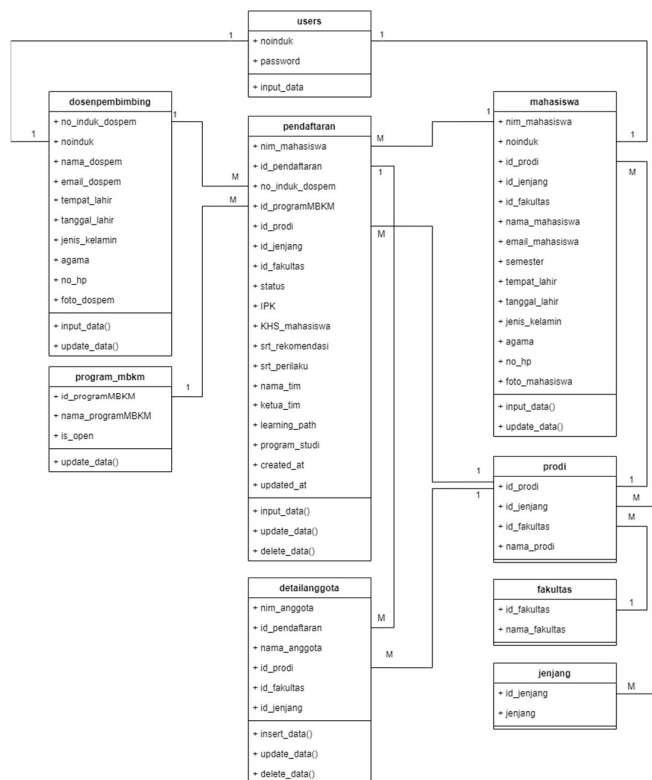 users
+ noinduk
+ password
+ input_data
1
1
dosenpembimbing
+ no_induk_dospem
+ noinduk
+ nama_dospem
+ email_dospem
+ tempat_lahir
+ tanggal_lahir
+ jenis_kelamin
+ agama
+ no_hp
+ foto_dospem
+ input_data()
+ update_data()
1
1
M
M
program_mbkm
+ id_programMBKM
+ nama_programMBKM
+ is_open
+ update_data()
1
pendaftaran
+ nim_mahasiswa
+ id_pendaftaran
+ no_induk_dospem
+ id_programMBKM
+ id_prodi
+ id_jenjang
+ id_fakultas
+ status
+ IPK
+ KHS_mahasiswa
+ srt_rekomendasi
+ srt_perilaku
+ nama_tim
+ ketua_tim
+ learning_path
+ program_studi
+ created_at
+ updated_at
+ input_data()
+ update_data()
+ delete_data()
M
1
M
detailanggota
+ nim_anggota
+ id_pendaftaran
+ nama_anggota
+ id_prodi
+ id_fakultas
+ id_jenjang
+ insert_data()
+ update_data()
+ delete_data()
M
M
mahasiswa
+ nim_mahasiswa
+ noinduk
+ id_prodi
+ id_jenjang
+ id_fakultas
+ nama_mahasiswa
+ email_mahasiswa
+ semester
+ tempat_lahir
+ tanggal_lahir
+ jenis_kelamin
+ agama
+ no_hp
+ foto_mahasiswa
+ input_data()
+ update_data()
1
1
M
prodi
+ id_prodi
+ id_jenjang
+ id_fakultas
+ nama_prodi
1
1
1
M
M
fakultas
+ id_fakultas
+ nama_fakultas
1
jenjang
+ id_jenjang
+ jenjang
M